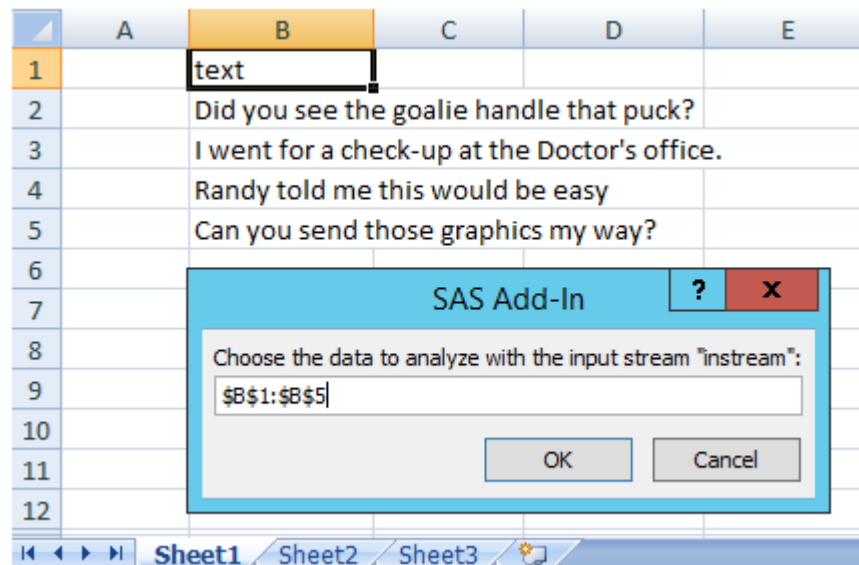 A B C D E
1 text
2 Did you see the goalie handle that puck?
3 I went for a check-up at the Doctor's office.
4 Randy told me this would be easy
5 Can you send those graphics my way?
6
7
8
9
10
11
12
SAS Add-In ? x
Choose the data to analyze with the input stream "instream":
$B$1:$B$5
OK Cancel
Sheet1 Sheet2 Sheet3